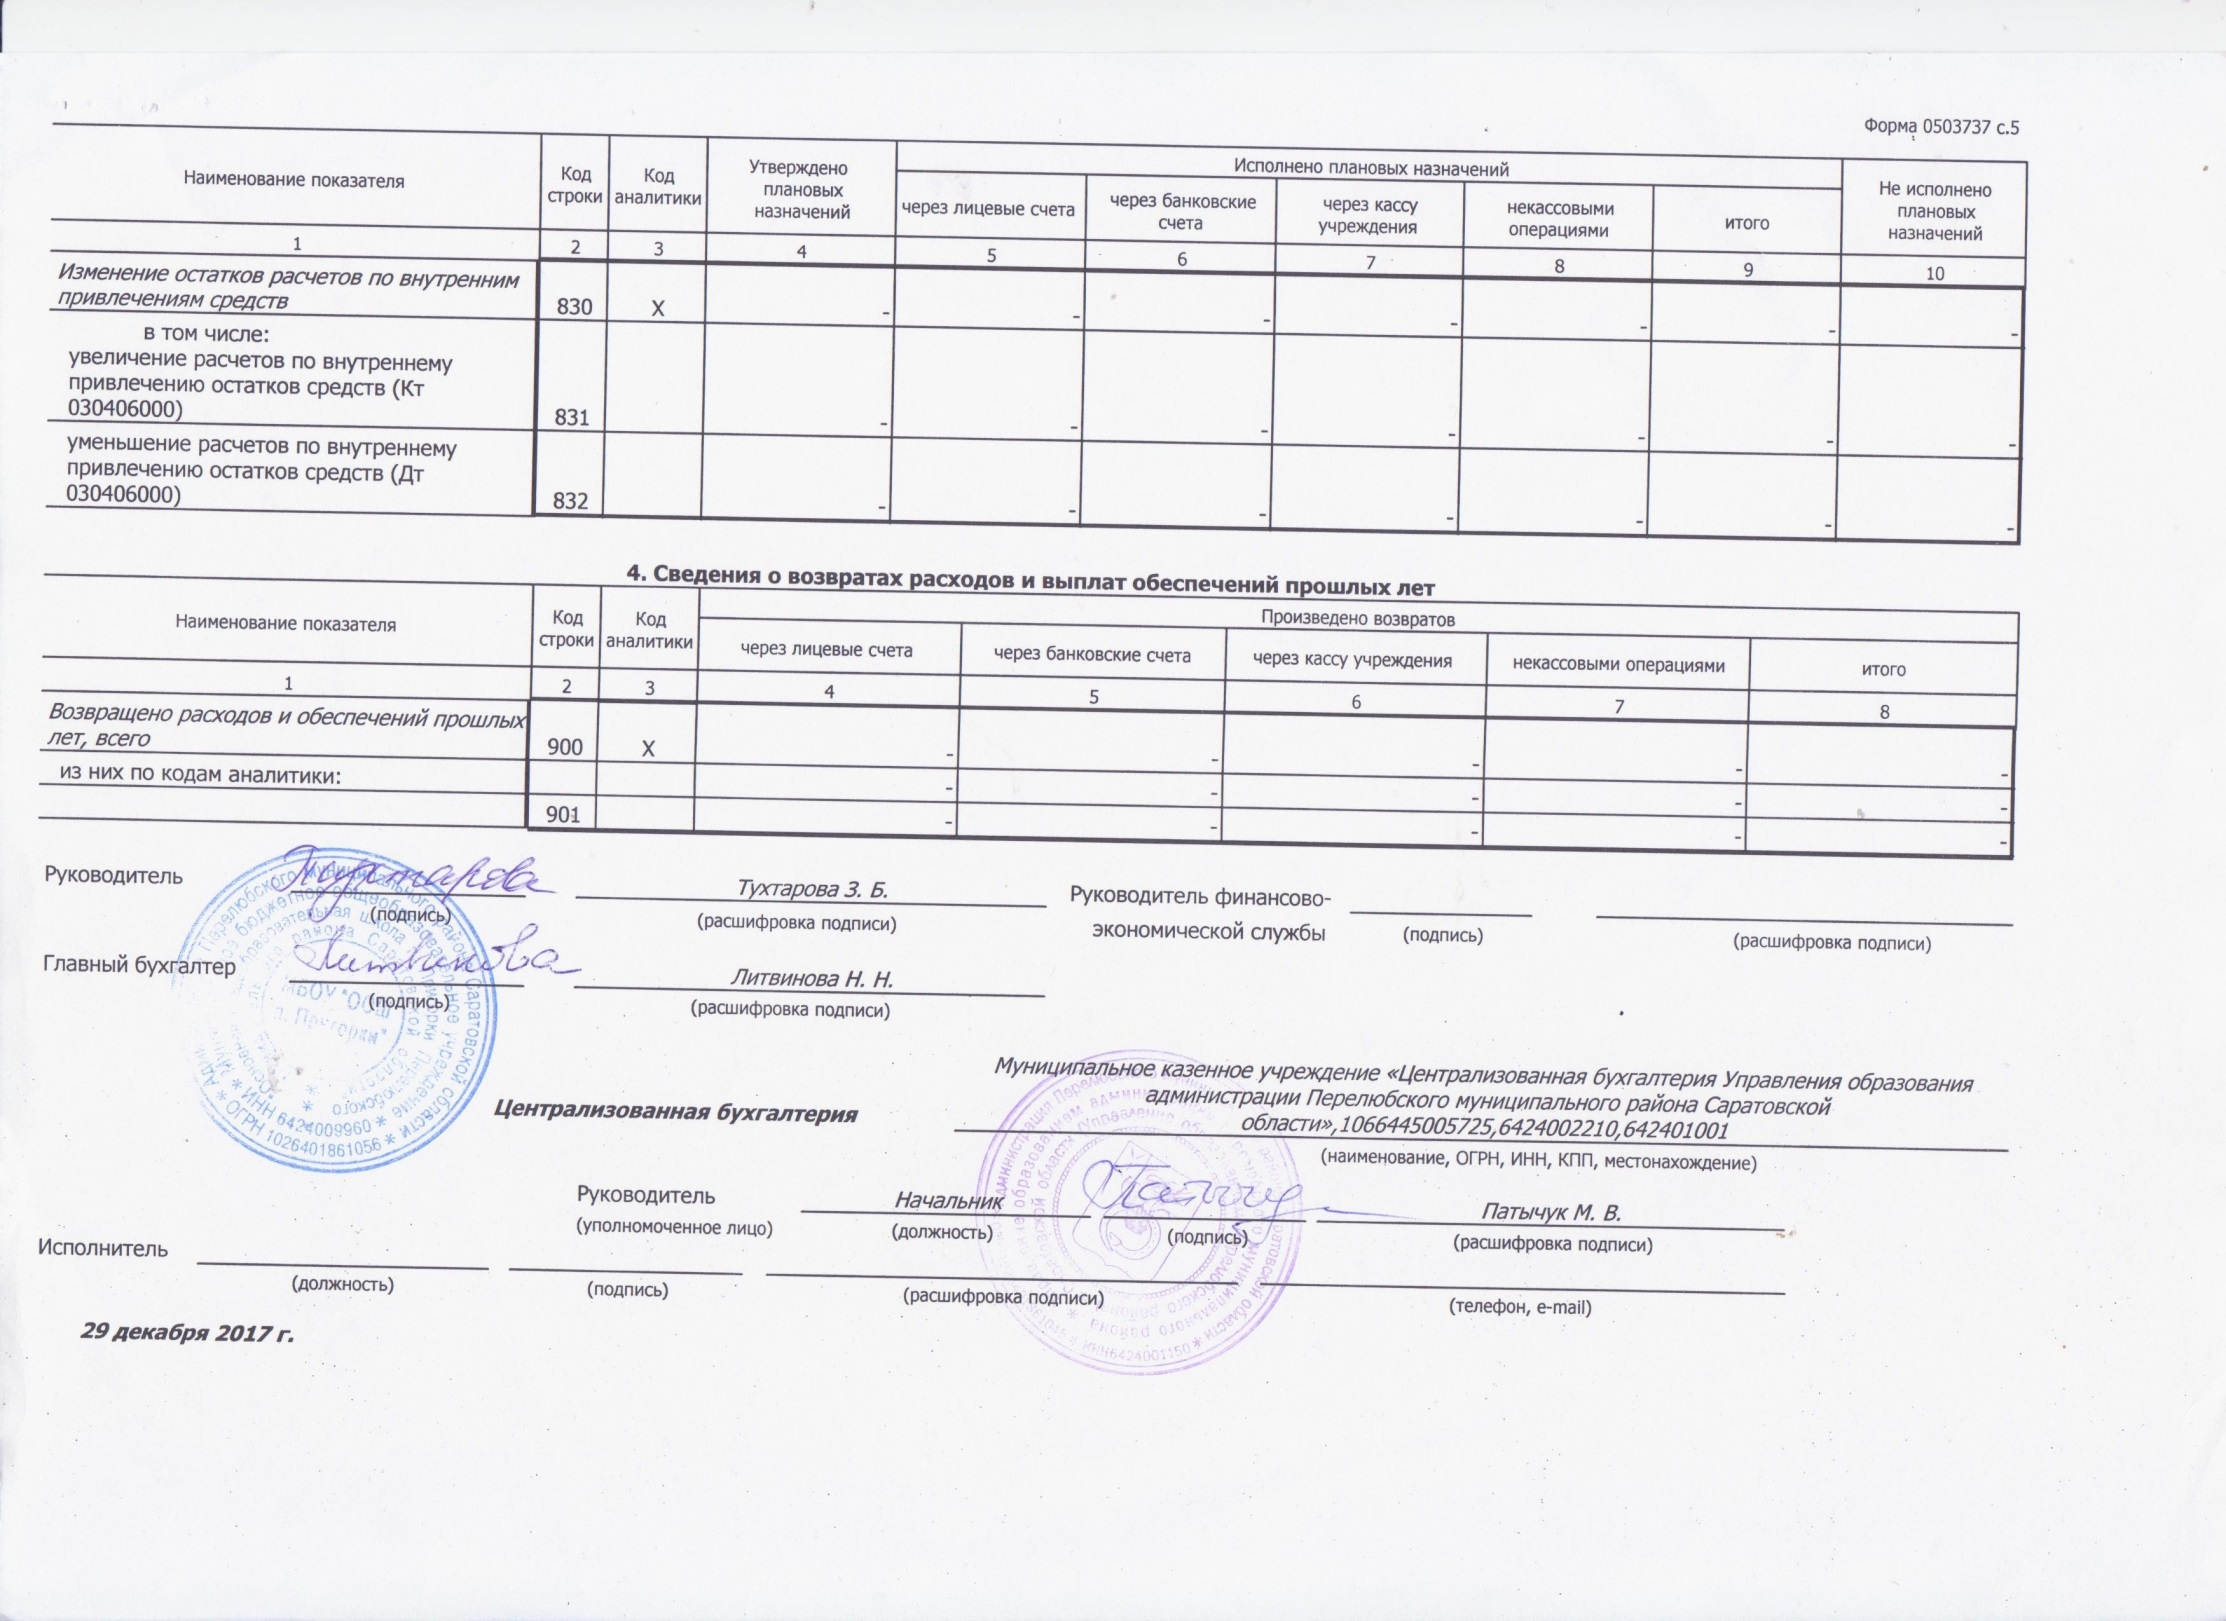 Форма 0503737 с.5
Наименование показателя
Код строки
Код аналитики
Утверждено плановых назначений
Исполнено плановых назначений
через лицевые счета
через банковские счета
через кассу учреждения
некассовыми операциями
итого
Не исполнено плановых назначений
1 2 3 4 5 6 7 8 9 10
Изменение остатков расчетов по внутренним
привлечениям средств 830 X - - - - - - -
в том числе:
увеличение расчетов по внутреннему
привлечению остатков средств (Кт
030406000) 831 - - - - - - -
уменьшение расчетов по внутреннему
привлечению остатков средств (Дт
030406000) 832 - - - - - - -
4. Сведения о возвратах расходов и выплат обеспечений прошлых лет
Наименование показателя
Код строки
Код аналитики
Произведено возвратов
через лицевые счета
через банковские счета
через кассу учреждения
некассовыми операциями
итого
1 2 3 4 5 6 7 8
Возвращено расходов и обеспечений прошлых
лет, всего 900 X - - - - -
из них по кодам аналитики: - - - - -
901 - - - - -
Руководитель Тухтарова Тухтарова З. Б. Руководитель финансово-
(подпись) (расшифровка подписи) экономической службы (подпись) (расшифровка подписи)
Главный бухгалтер Литвинова Литвинова Н. Н.
(подпись) (расшифровка подписи)
МБОУ "ООШ
ИНН 6424009960
ОГРН 1026401861056
Муниципальное казенное учреждение «Централизованная бухгалтерия Управления образования
администрации Перелюбского муниципального района Саратовской
Централизованная бухгалтерия области»,1066445005725,6424002210,642401001
(наименование, ОГРН, ИНН, КПП, местонахождение)
Руководитель Начальник Патычук М. В.
(уполномоченное лицо) (должность) (подпись) (расшифровка подписи)
Исполнитель
(должность) (подпись) (расшифровка подписи) (телефон, e-mail)
ИНН6424001150
29 декабря 2017 г.